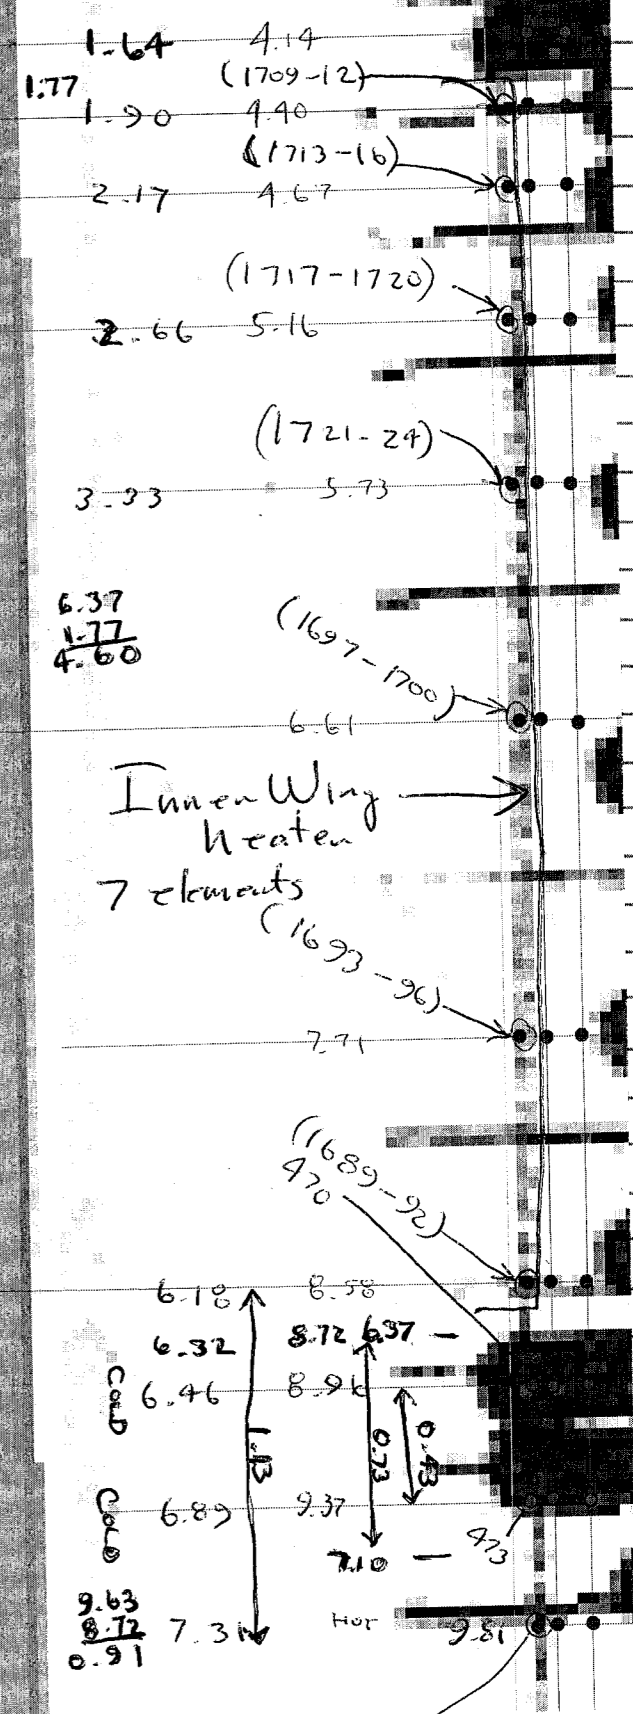 1.64 4.14
1.77 (1709-12)
1.90 4.40
(1713-16)
2.17 4.67
(1717-1720)
2.66 5.16
(1721-24)
3.33 5.73
6.37
1.77
4.60
(1697-1700)
6.61
Inner Wing
heater
7 elements
(1693-96)
7.71
(1689-92)
470
6.18 8.58
6.32 8.72 6.37 —
COLD 6.46 8.96
1.13 0.73 0.43
COLD 6.89 9.37 473
7.10 —
9.63
8.72 7.31 HOT 9.81
0.91